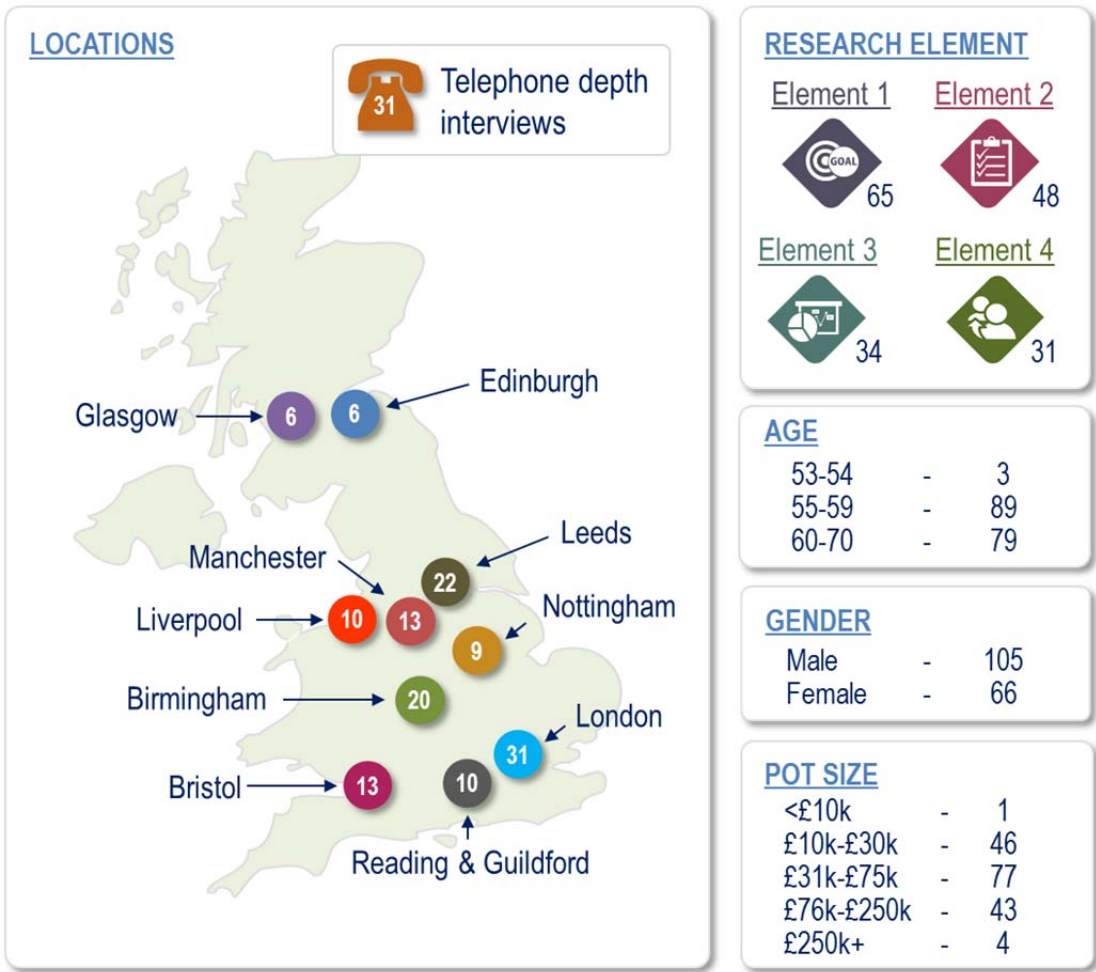 LOCATIONS
31
Telephone depth
interviews
Glasgow
6
6
Edinburgh
Leeds
Manchester
22
Liverpool
10
13
Nottingham
9
Birmingham
20
London
31
Bristol
13
10
Reading & Guildford
RESEARCH ELEMENT
Element 1
Element 2
GOAL
65
48
Element 3
Element 4
34
31
AGE
53-54 - 3
55-59 - 89
60-70 - 79
GENDER
Male - 105
Female - 66
POT SIZE
<£10k - 1
£10k-£30k - 46
£31k-£75k - 77
£76k-£250k - 43
£250k+ - 4